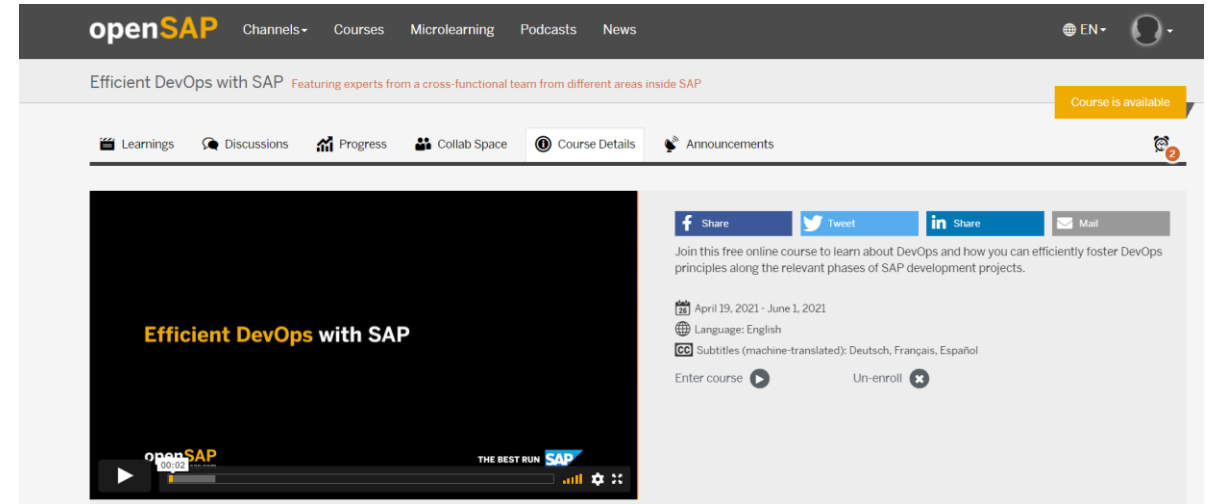 openSAP Channels Courses Microlearning Podcasts News EN
Efficient DevOps with SAP Featuring experts from a cross-functional team from different areas inside SAP
Course is available
Learnings Discussions Progress Collab Space Course Details Announcements 2
Efficient DevOps with SAP
openSAP
THE BEST RUN SAP
00:02
f Share Tweet in Share Mail
Join this free online course to learn about DevOps and how you can efficiently foster DevOps
principles along the relevant phases of SAP development projects.
26 April 19, 2021 - June 1, 2021
Language: English
CC Subtitles (machine-translated): Deutsch, Français, Español
Enter course Un-enroll